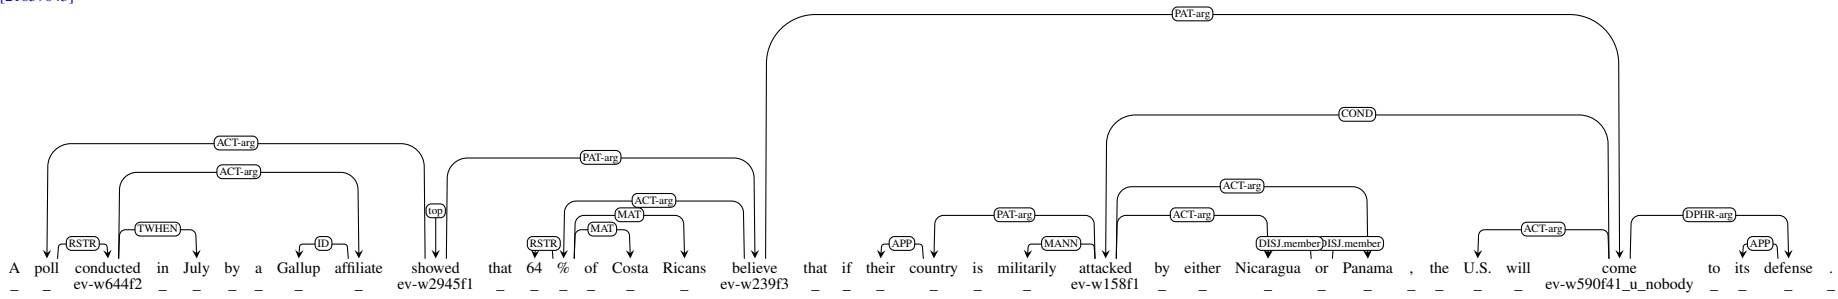 PAT-arg
COND
ACT-arg
PAT-arg
ACT-arg
ACT-arg
ACT-arg
top
MAT
PAT-arg
ACT-arg
DPHR-arg
TWHEN
MAT
ACT-arg
RSTR
ID
RSTR
APP
MANN
DISJ.member
DISJ.member
APP
A poll conducted in July by a Gallup affiliate showed that 64 % of Costa Ricans believe that if their country is militarily attacked by either Nicaragua or Panama , the U.S. will come to its defense .
_ _ ev-w644f2 _ _ _ _ _ _ ev-w2945f1 _ _ _ _ _ _ ev-w239f3 _ _ _ _ _ _ ev-w158f1 _ _ _ _ _ _ _ _ _ ev-w590f41_u_nobody _ _ _ _